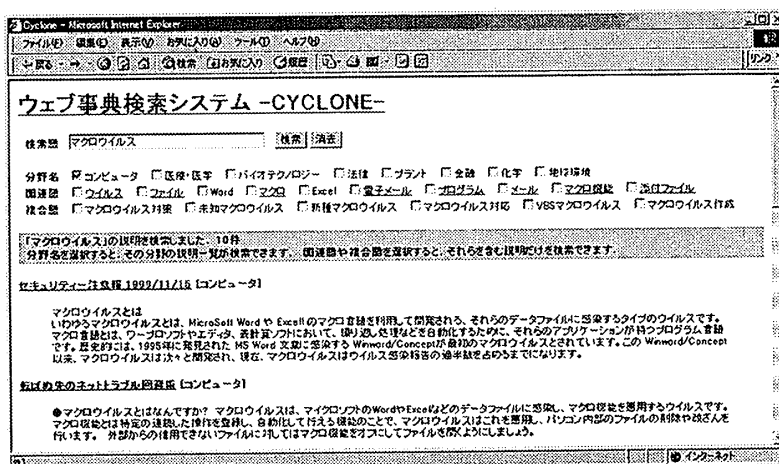 Cyclone - Microsoft Internet Explorer
ファイル(F) 編集(E) 表示(V) お気に入り(A) ツール(T) ヘルプ(H)
戻る 検索 お気に入り 履歴 リンク
ウェブ事典検索システム -CYCLONE-
検索語 マクロウイルス 検索 消去
分野名 コンピュータ 医療・医学 バイオテクノロジー 法律 プラント 金融 化学 地球環境
関連語 ウイルス ファイル Word マクロ Excel 電子メール プログラム メール マクロ機能 添付ファイル
複合語 マクロウイルス対策 未知マクロウイルス 新種マクロウイルス マクロウイルス対応 VBSマクロウイルス マクロウイルス作成
「マクロウイルス」の説明を検索しました。10件
分野名を選択すると、その分野の説明一覧が検索できます。 関連語や複合語を選択すると、それらを含む説明だけを検索できます。
セキュリティー注意報 1999/11/15 [コンピュータ]
マクロウイルスとは
いわゆるマクロウイルスとは、MicroSoft Word や Excellのマクロ言語を利用して開発される、それらのデータファイルに感染するタイプのウイルスです。
マクロ言語とは、ワープロソフトやエディタ、表計算ソフトにおいて、繰り返し処理などを自動化するために、それらのアプリケーションが持つプログラム言語
です。歴史的には、1995年に発見された MS Word 文章に感染する Winword/Conceptが最初のマクロウイルスとされています。この Winword/Concept
以来、マクロウイルスは次々と開発され、現在、マクロウイルスはウイルス感染報告の過半数を占めるまでになります。
転ばぬ先のネットトラブル回避版 [コンピュータ]
●マクロウイルスとはなんですか? マクロウイルスは、マイクロソフトのWordやExcelなどのデータファイルに感染し、マクロ機能を悪用するウイルスです。
マクロ機能とは特定の連続した操作を登録し、自動化して行える機能のことで、マクロウイルスはこれを悪用し、パソコン内部のファイルの削除や改ざんを
行います。 外部からの信用できないファイルに対してはマクロ機能をオフにしてファイルを開くようにしましょう。
インターネット